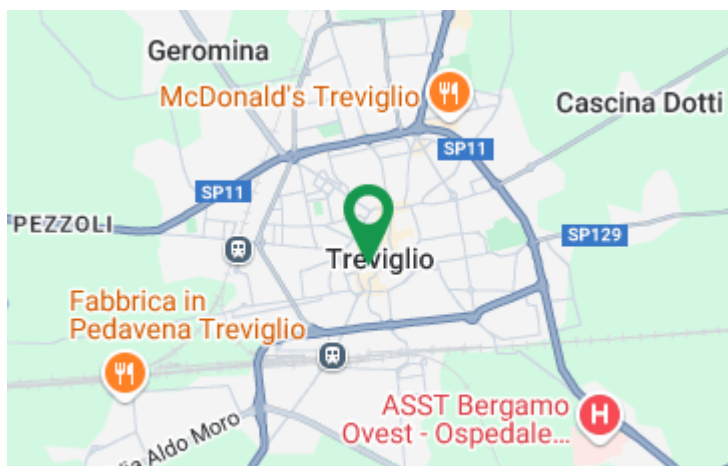 Geromina
McDonald's Treviglio
Cascina Dotti
SP11
SP11
PEZZOLI
SP129
Treviglio
Fabbrica in
Pedavena Treviglio
ASST Bergamo
Ovest - Ospedale...
H
Aldo Moro